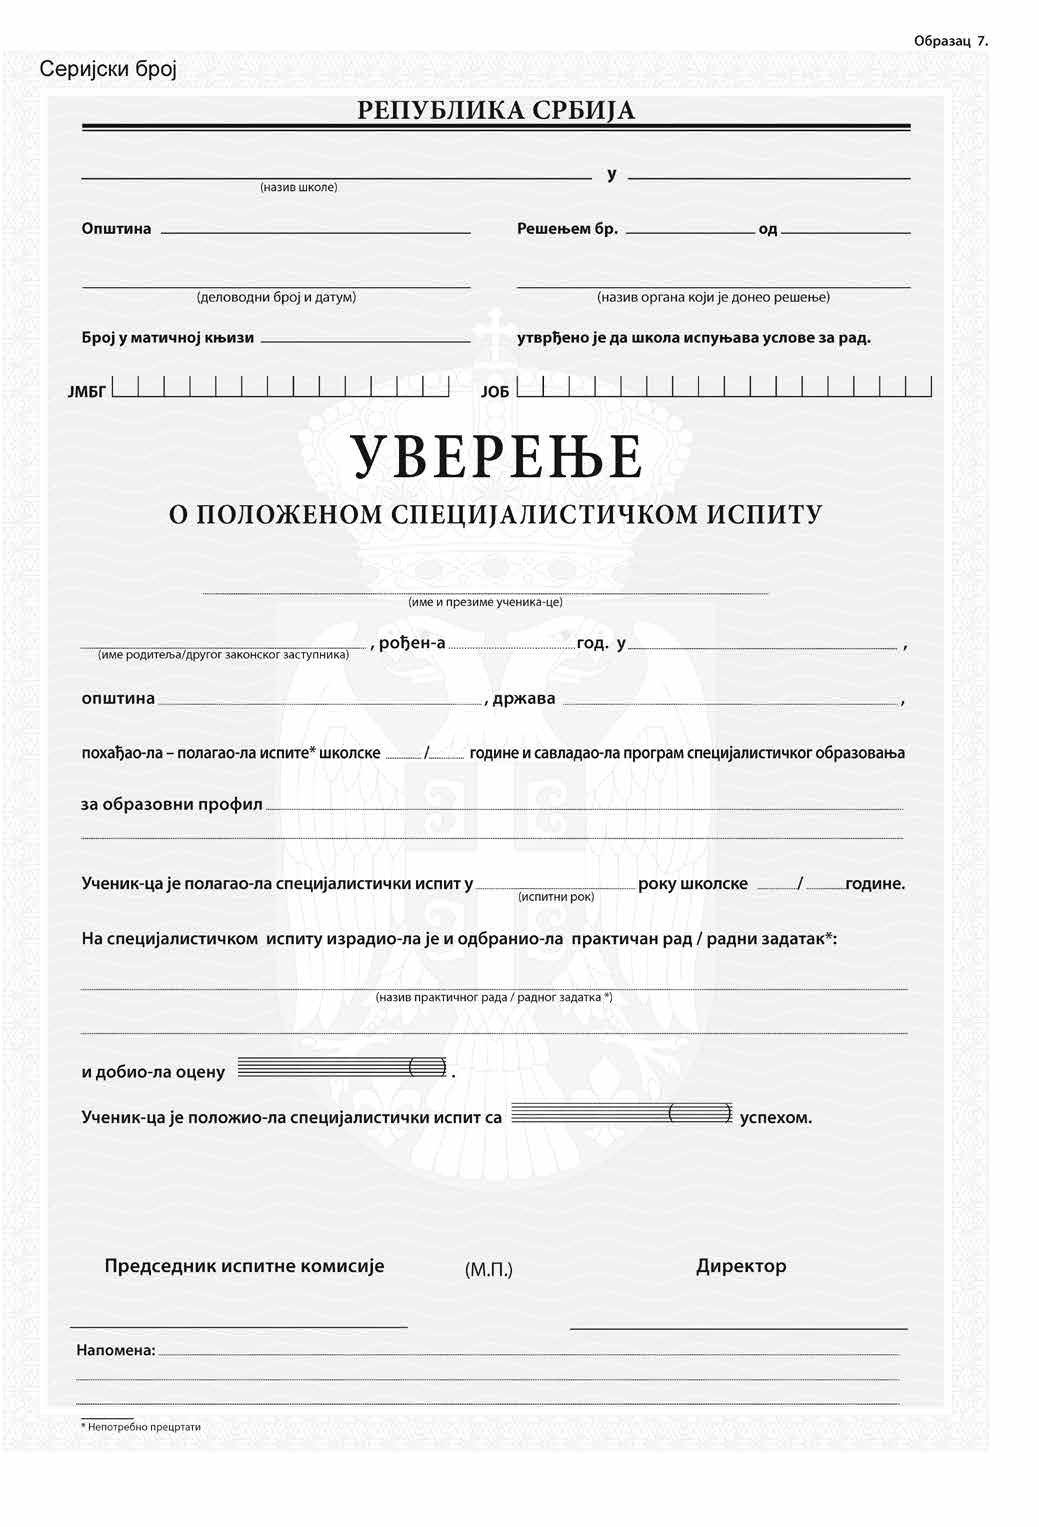 Образац 7.
Серијски број
РЕПУБЛИКА СРБИЈА
у
(назив школе)
Општина Решењем бр. од
(деловодни број и датум) (назив органа који је донео решење)
Број у матичној књизи утврђено је да школа испуњава услове за рад.
ЈМБГ ЈОБ
УВЕРЕЊЕ
О ПОЛОЖЕНОМ СПЕЦИЈАЛИСТИЧКОМ ИСПИТУ
(име и презиме ученика-це)
, рођен-а год. у ,
(име родитеља/другог законског заступника)
општина , држава ,
похађао-ла – полагао-ла испите* школске / године и савладао-ла програм специјалистичког образовања
за образовни профил
Ученик-ца је полагао-ла специјалистички испит у року школске / године.
(испитни рок)
На специјалистичком испиту израдио-ла је и одбранио-ла практичан рад / радни задатак*:
(назив практичног рада / радног задатка *)
и добио-ла оцену ( ) .
Ученик-ца је положио-ла специјалистички испит са ( ) успехом.
Председник испитне комисије (М.П.) Директор
Напомена:
* Непотребно прецртати